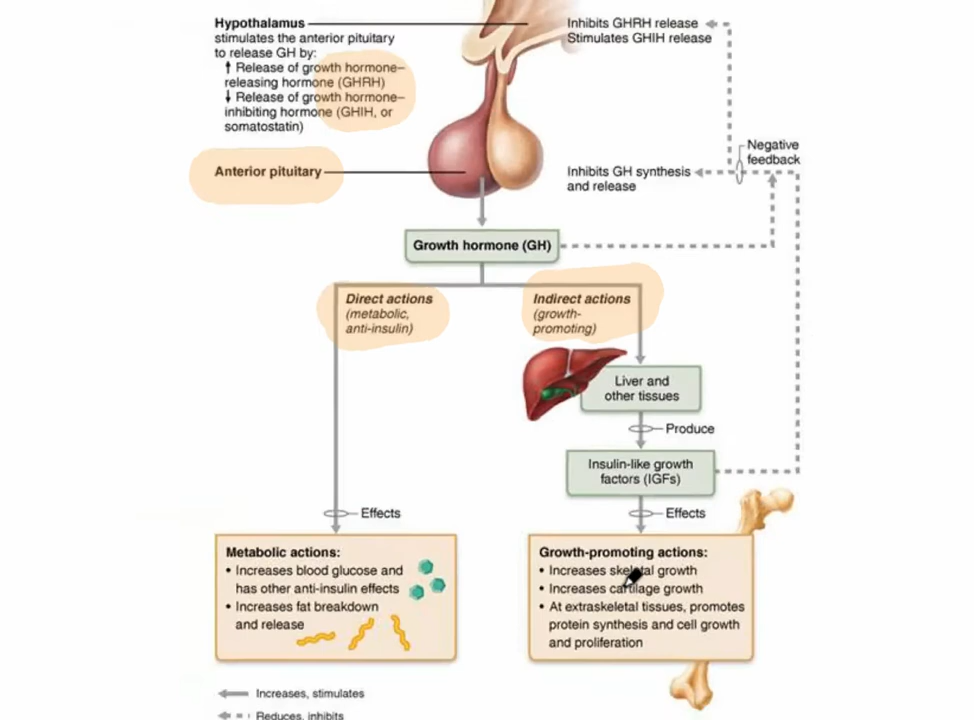 Hypothalamus
stimulates the anterior pituitary
to release GH by:
↑ Release of growth hormone–
releasing hormone (GHRH)
↓ Release of growth hormone–
inhibiting hormone (GHIH, or
somatostatin)
Inhibits GHRH release
Stimulates GHIH release
Negative
feedback
Anterior pituitary
Inhibits GH synthesis
and release
Growth hormone (GH)
Direct actions
(metabolic,
anti-insulin)
Indirect actions
(growth-
promoting)
Liver and
other tissues
Produce
Insulin-like growth
factors (IGFs)
Effects
Effects
Metabolic actions:
• Increases blood glucose and
has other anti-insulin effects
• Increases fat breakdown
and release
Growth-promoting actions:
• Increases skeletal growth
• Increases cartilage growth
• At extraskeletal tissues, promotes
protein synthesis and cell growth
and proliferation
Increases, stimulates
Reduces, inhibits